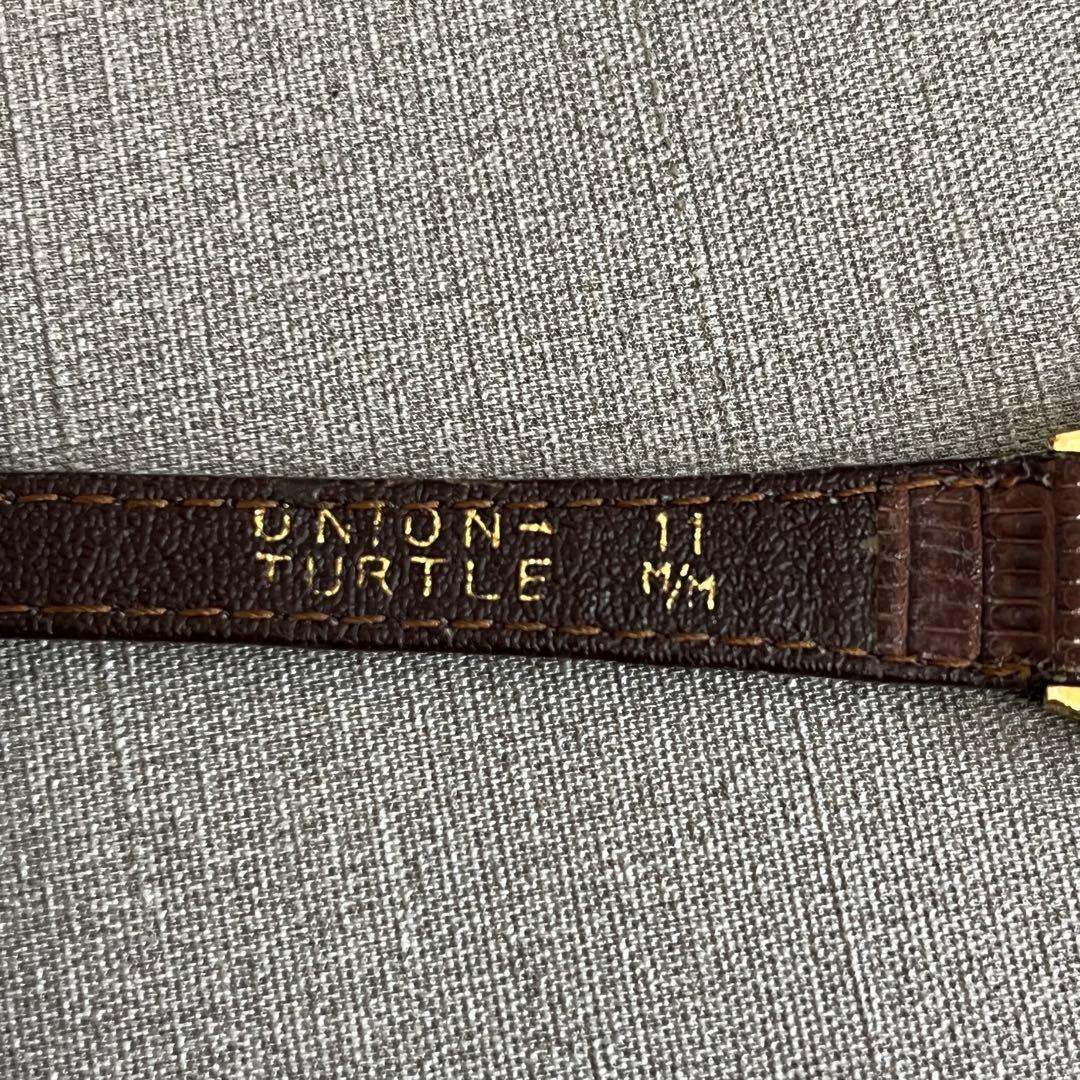 UNION-
TURTLE
11
M/M